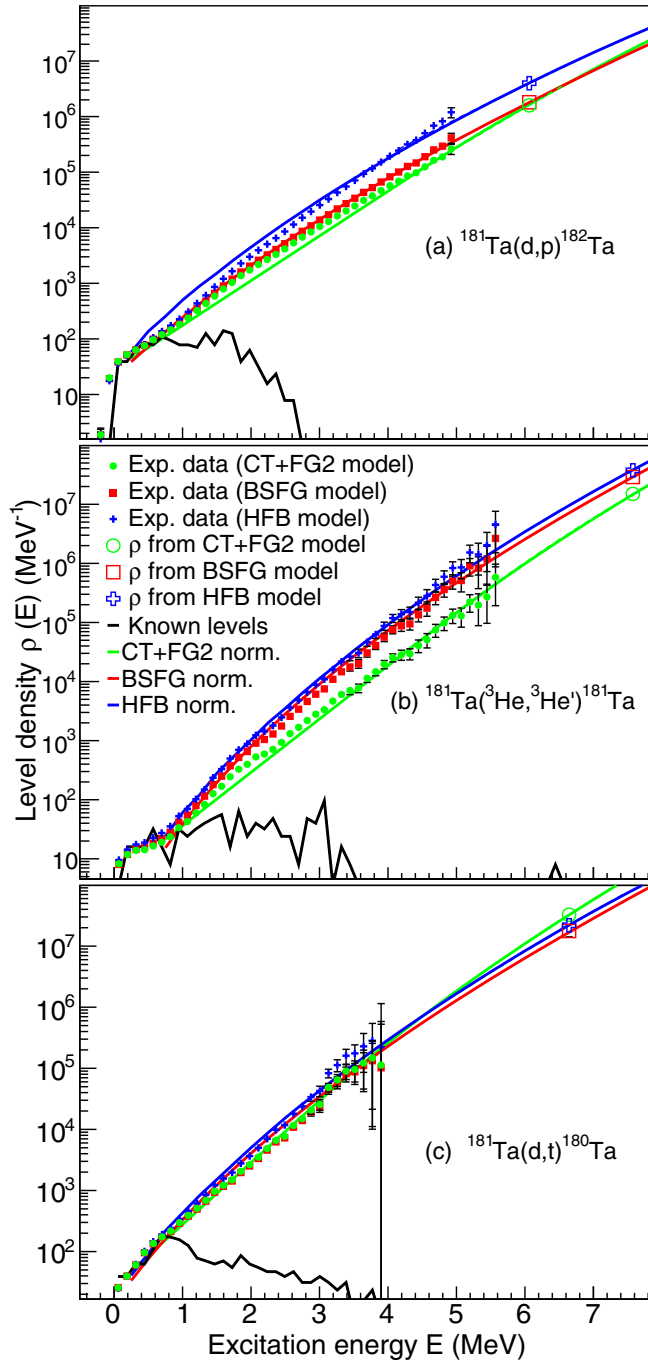 10⁷
10⁶
10⁵
10⁴
10³
10²
10
(a) ¹⁸¹Ta(d,p)¹⁸²Ta
Level density ρ (E) (MeV⁻¹)
10⁷
10⁶
10⁵
10⁴
10³
10²
10
Exp. data (CT+FG2 model)
Exp. data (BSFG model)
Exp. data (HFB model)
ρ from CT+FG2 model
ρ from BSFG model
ρ from HFB model
Known levels
CT+FG2 norm.
BSFG norm.
HFB norm.
(b) ¹⁸¹Ta(³He,³He')¹⁸¹Ta
10⁷
10⁶
10⁵
10⁴
10³
10²
(c) ¹⁸¹Ta(d,t)¹⁸⁰Ta
0 1 2 3 4 5 6 7
Excitation energy E (MeV)